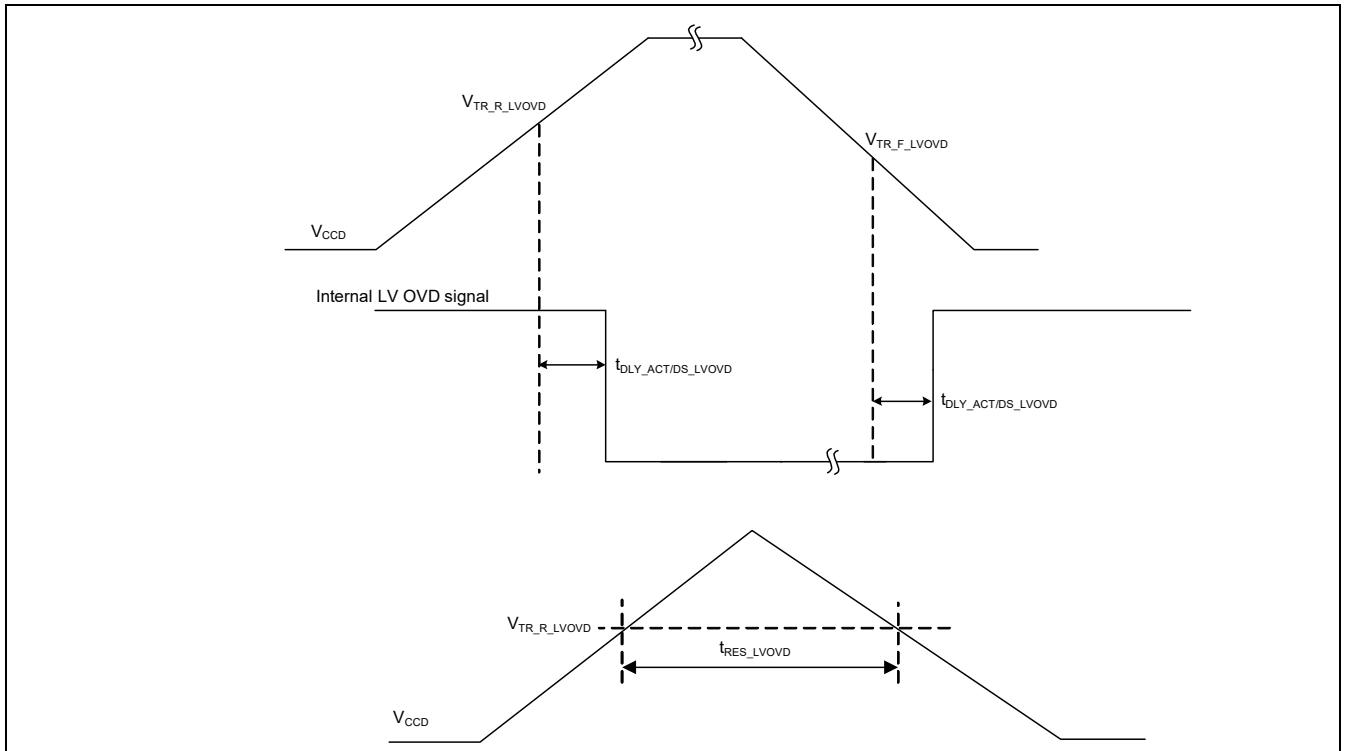 V_TR_R_LVOVD
V_TR_F_LVOVD
V_CCD
Internal LV OVD signal
t_DLY_ACT/DS_LVOVD
t_DLY_ACT/DS_LVOVD
V_TR_R_LVOVD
t_RES_LVOVD
V_CCD